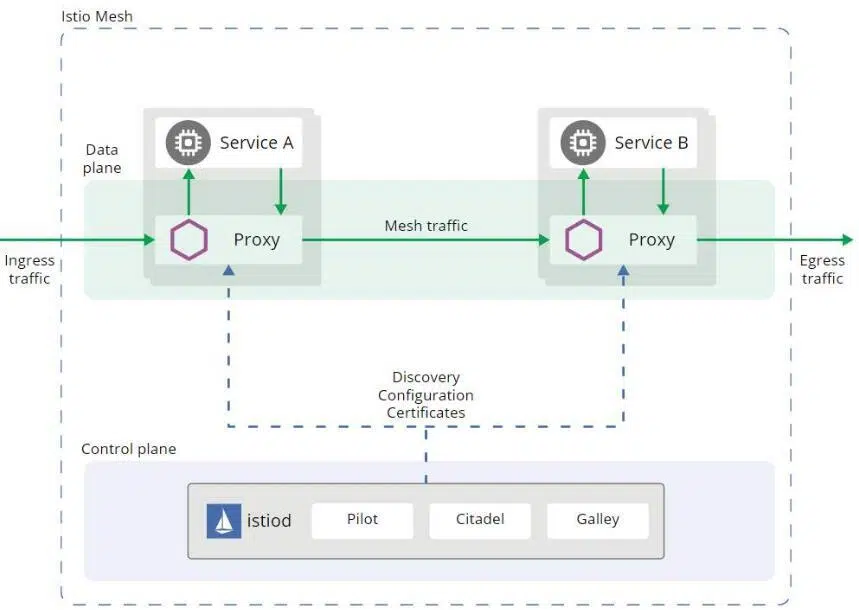 Istio Mesh
Data
plane
Service A
Service B
Proxy
Mesh traffic
Proxy
Ingress
traffic
Egress
traffic
Discovery
Configuration
Certificates
Control plane
istiod
Pilot
Citadel
Galley